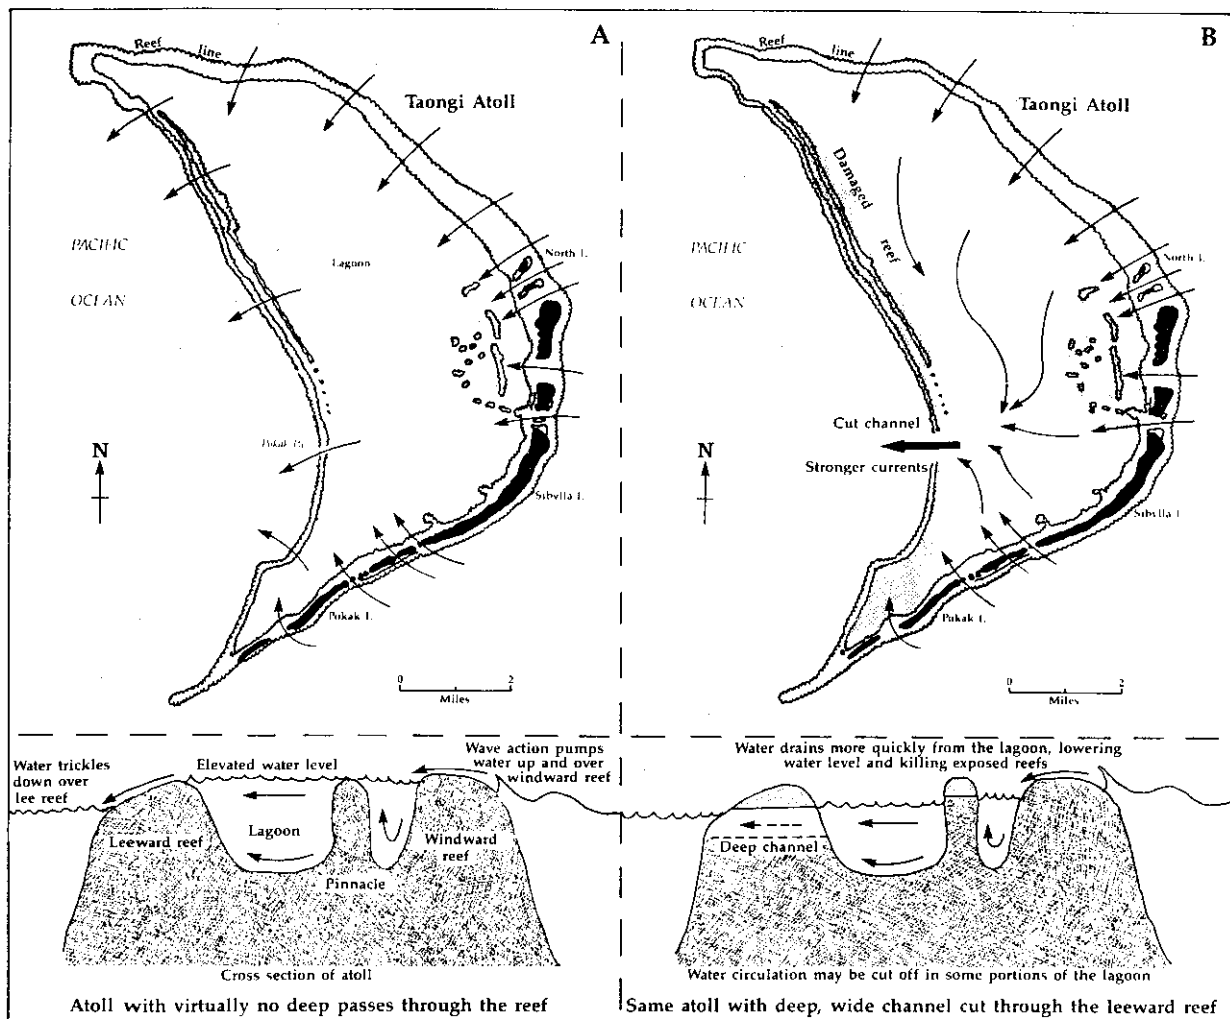 A
Reef line
Taongi Atoll
PACIFIC
OCEAN
Lagoon
North I.
N
Sibylla I.
Pokak I.
0 2
Miles
B
Reef line
Taongi Atoll
Damaged
reef
PACIFIC
OCEAN
North I.
Cut channel
Stronger currents
N
Sibylla I.
Pokak I.
0 2
Miles
Water trickles
down over
lee reef
Elevated water level
Wave action pumps
water up and over
windward reef
Leeward reef
Lagoon
Windward
reef
Pinnacle
Cross section of atoll
Atoll with virtually no deep passes through the reef
Water drains more quickly from the lagoon, lowering
water level and killing exposed reefs
Deep channel
Water circulation may be cut off in some portions of the lagoon
Same atoll with deep, wide channel cut through the leeward reef